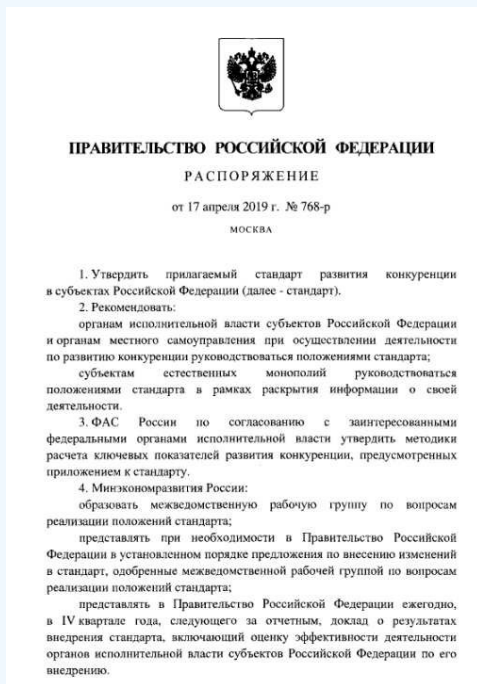 ПРАВИТЕЛЬСТВО РОССИЙСКОЙ ФЕДЕРАЦИИ
РАСПОРЯЖЕНИЕ
от 17 апреля 2019 г. № 768-р
МОСКВА
1. Утвердить прилагаемый стандарт развития конкуренции
в субъектах Российской Федерации (далее - стандарт).
2. Рекомендовать:
органам исполнительной власти субъектов Российской Федерации
и органам местного самоуправления при осуществлении деятельности
по развитию конкуренции руководствоваться положениями стандарта;
субъектам естественных монополий руководствоваться
положениями стандарта в рамках раскрытия информации о своей
деятельности.
3. ФАС России по согласованию с заинтересованными
федеральными органами исполнительной власти утвердить методики
расчета ключевых показателей развития конкуренции, предусмотренных
приложением к стандарту.
4. Минэкономразвития России:
образовать межведомственную рабочую группу по вопросам
реализации положений стандарта;
представлять при необходимости в Правительство Российской
Федерации в установленном порядке предложения по внесению изменений
в стандарт, одобренные межведомственной рабочей группой по вопросам
реализации положений стандарта;
представлять в Правительство Российской Федерации ежегодно,
в IV квартале года, следующего за отчетным, доклад о результатах
внедрения стандарта, включающий оценку эффективности деятельности
органов исполнительной власти субъектов Российской Федерации по его
внедрению.